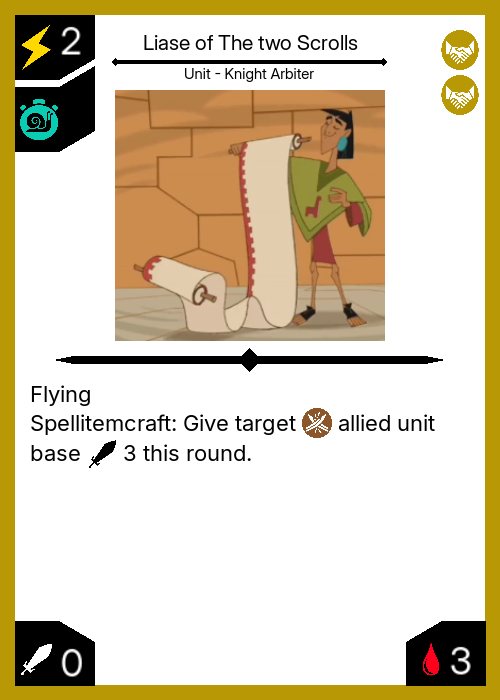 2
Liase of The two Scrolls
Unit - Knight Arbiter
Flying
Spellitemcraft: Give target allied unit
base 3 this round.
0
3